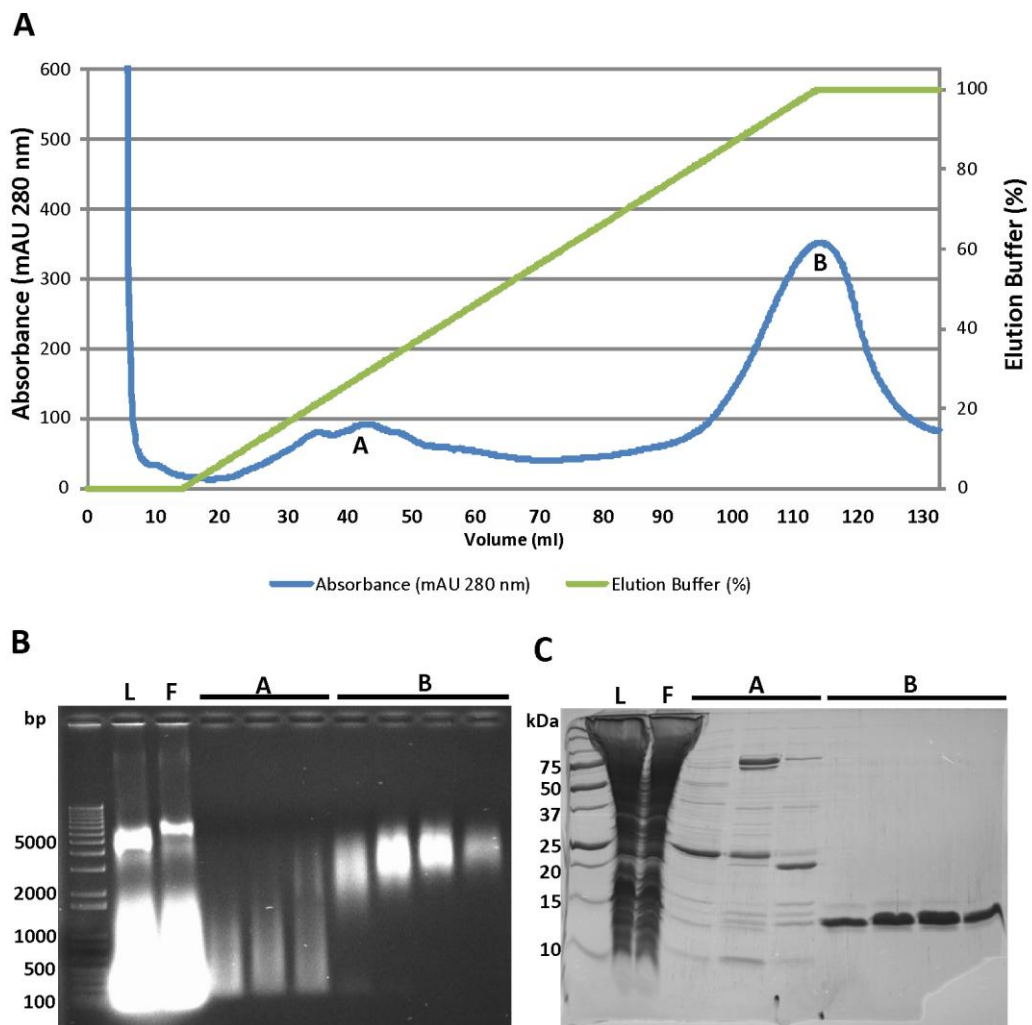 A
600
500
400
300
200
100
0
Absorbance (mAU 280 nm)
100
80
60
40
20
0
Elution Buffer (%)
A
B
0 10 20 30 40 50 60 70 80 90 100 110 120 130
Volume (ml)
Absorbance (mAU 280 nm) Elution Buffer (%)
B
L F A B
bp
5000
2000
1000
500
100
C
L F A B
kDa
75
50
37
25
20
15
10